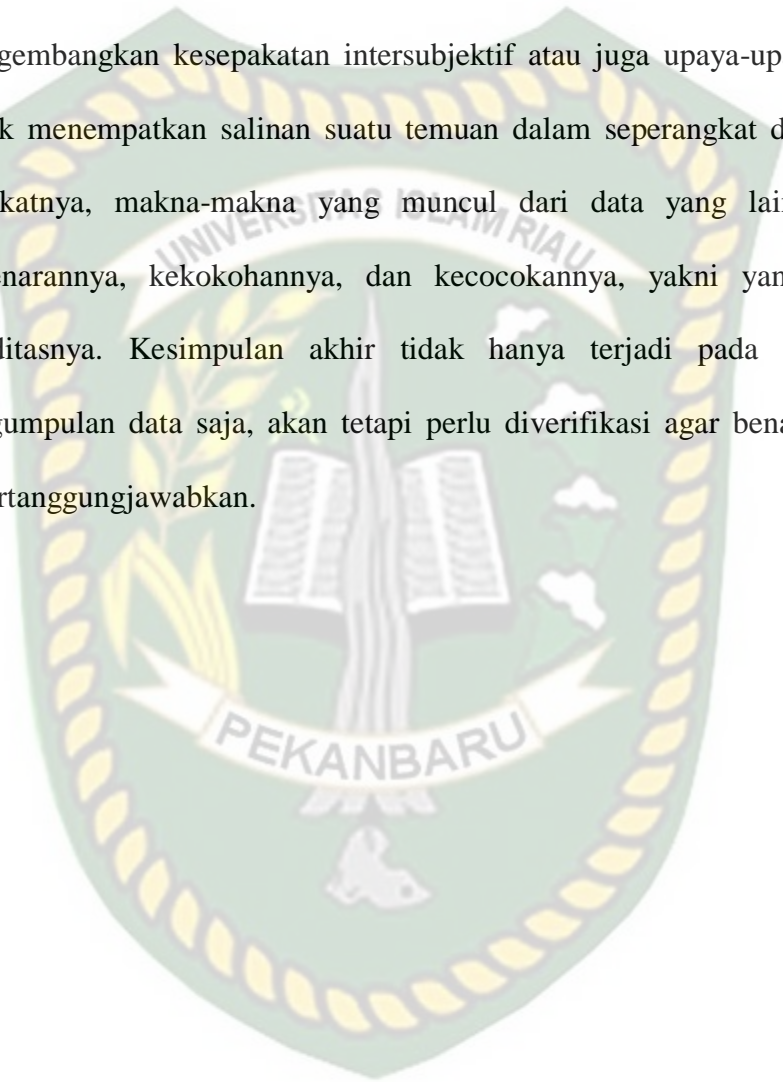 gembangkan kesepakatan intersubjektif atau juga upaya-up
k menempatkan salinan suatu temuan dalam seperangkat d
katnya, makna-makna yang muncul dari data yang lai
UNIVERSITAS ISLAM RIAU
enarannya, kekokohannya, dan kecocokannya, yakni yan
ditasnya. Kesimpulan akhir tidak hanya terjadi pada
gumpulan data saja, akan tetapi perlu diverifikasi agar bena
ertanggungjawabkan.
PEKANBARU